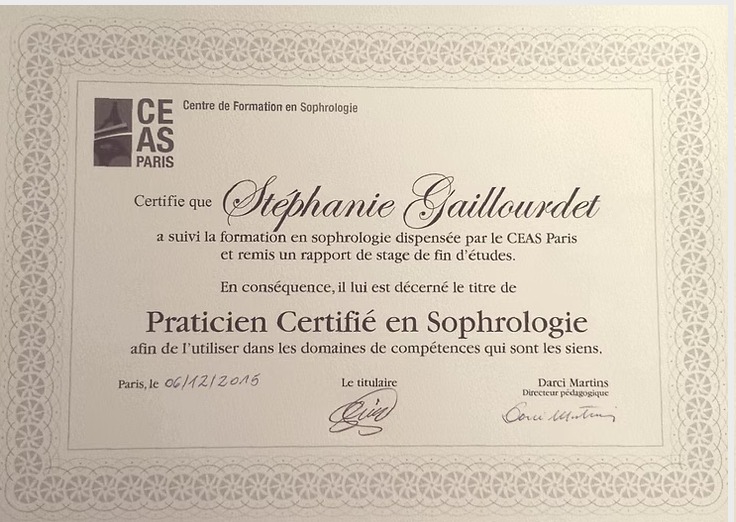 CE
AS
PARIS
Centre de Formation en Sophrologie
Certifie que Stéphanie Gaillourdet
a suivi la formation en sophrologie dispensée par le CEAS Paris
et remis un rapport de stage de fin d'études.
En conséquence, il lui est décerné le titre de
Praticien Certifié en Sophrologie
afin de l'utiliser dans les domaines de compétences qui sont les siens.
Paris, le 06/12/2015
Le titulaire
Darci Martins
Directeur pédagogique
Darci Martins